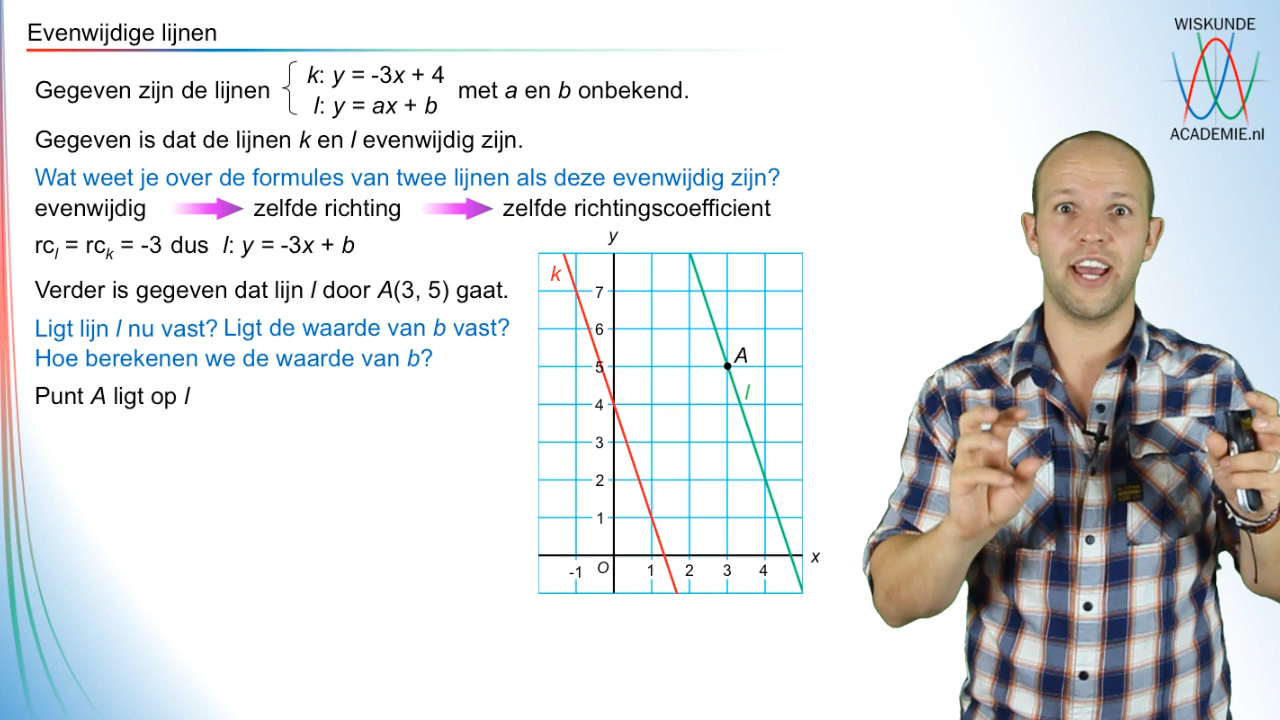 Evenwijdige lijnen
WISKUNDE
ACADEMIE.nl
Gegeven zijn de lijnen { k: y = -3x + 4
l: y = ax + b
met a en b onbekend.
Gegeven is dat de lijnen k en l evenwijdig zijn.
Wat weet je over de formules van twee lijnen als deze evenwijdig zijn?
evenwijdig → zelfde richting → zelfde richtingscoefficient
rcl = rck = -3 dus l: y = -3x + b
Verder is gegeven dat lijn l door A(3, 5) gaat.
Ligt lijn l nu vast? Ligt de waarde van b vast?
Hoe berekenen we de waarde van b?
Punt A ligt op l
y
k
7
6
5
A
l
4
3
2
1
x
-1 O 1 2 3 4